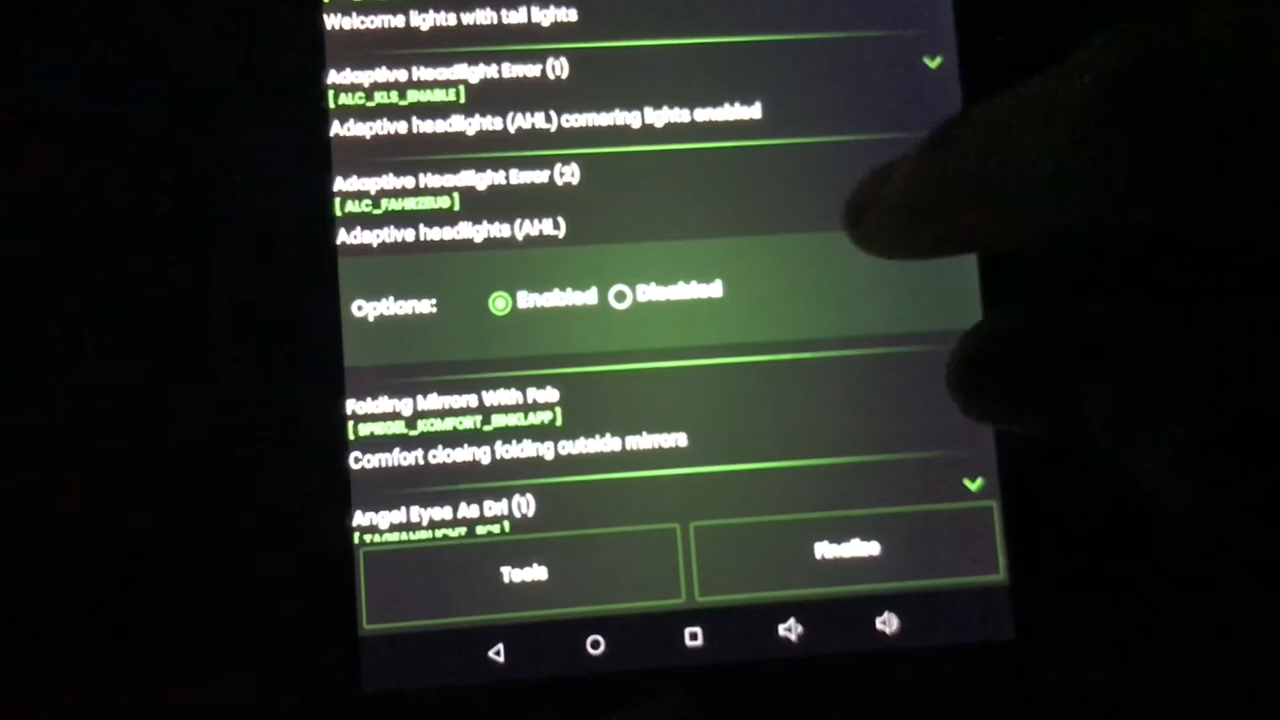 Welcome lights with tail lights
Adaptive Headlight Error (1)
[ ALC_KLS_ENABLE ]
Adaptive headlights (AHL) cornering lights enabled
Adaptive Headlight Error (2)
[ ALC_FAHRZEUG ]
Adaptive headlights (AHL)
Options: Enabled Disabled
Folding Mirrors With Fob
[ SPIEGEL_KOMFORT_EINKLAPP ]
Comfort closing folding outside mirrors
Angel Eyes As Drl (1)
Tools Finalise